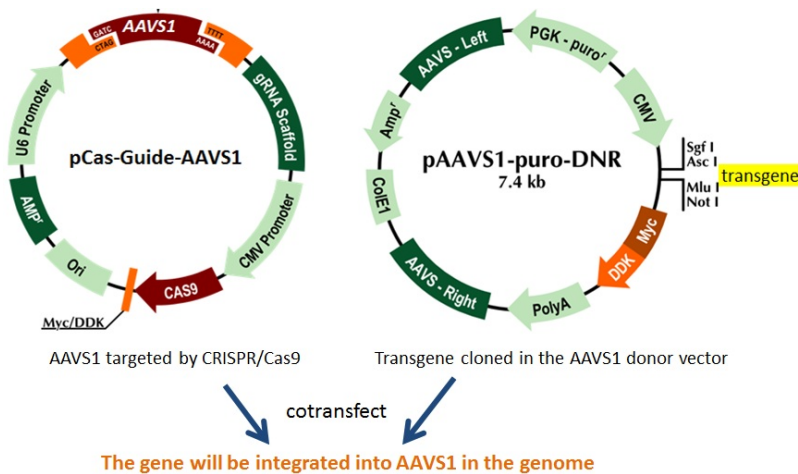 GATC
AAVS1
TTTT
CTAG
AAAA
U6 Promoter
gRNA Scaffold
pCas-Guide-AAVS1
AMPʳ
CMV Promoter
Ori
CAS9
Myc/DDK
AAVS1 targeted by CRISPR/Cas9
AAVS - Left
PGK - puroʳ
Ampʳ
CMV
pAAVS1-puro-DNR
7.4 kb
Sgf I
Asc I
transgene
Mlu I
Not I
ColE1
Myc
DDK
AAVS - Right
PolyA
Transgene cloned in the AAVS1 donor vector
cotransfect
The gene will be integrated into AAVS1 in the genome